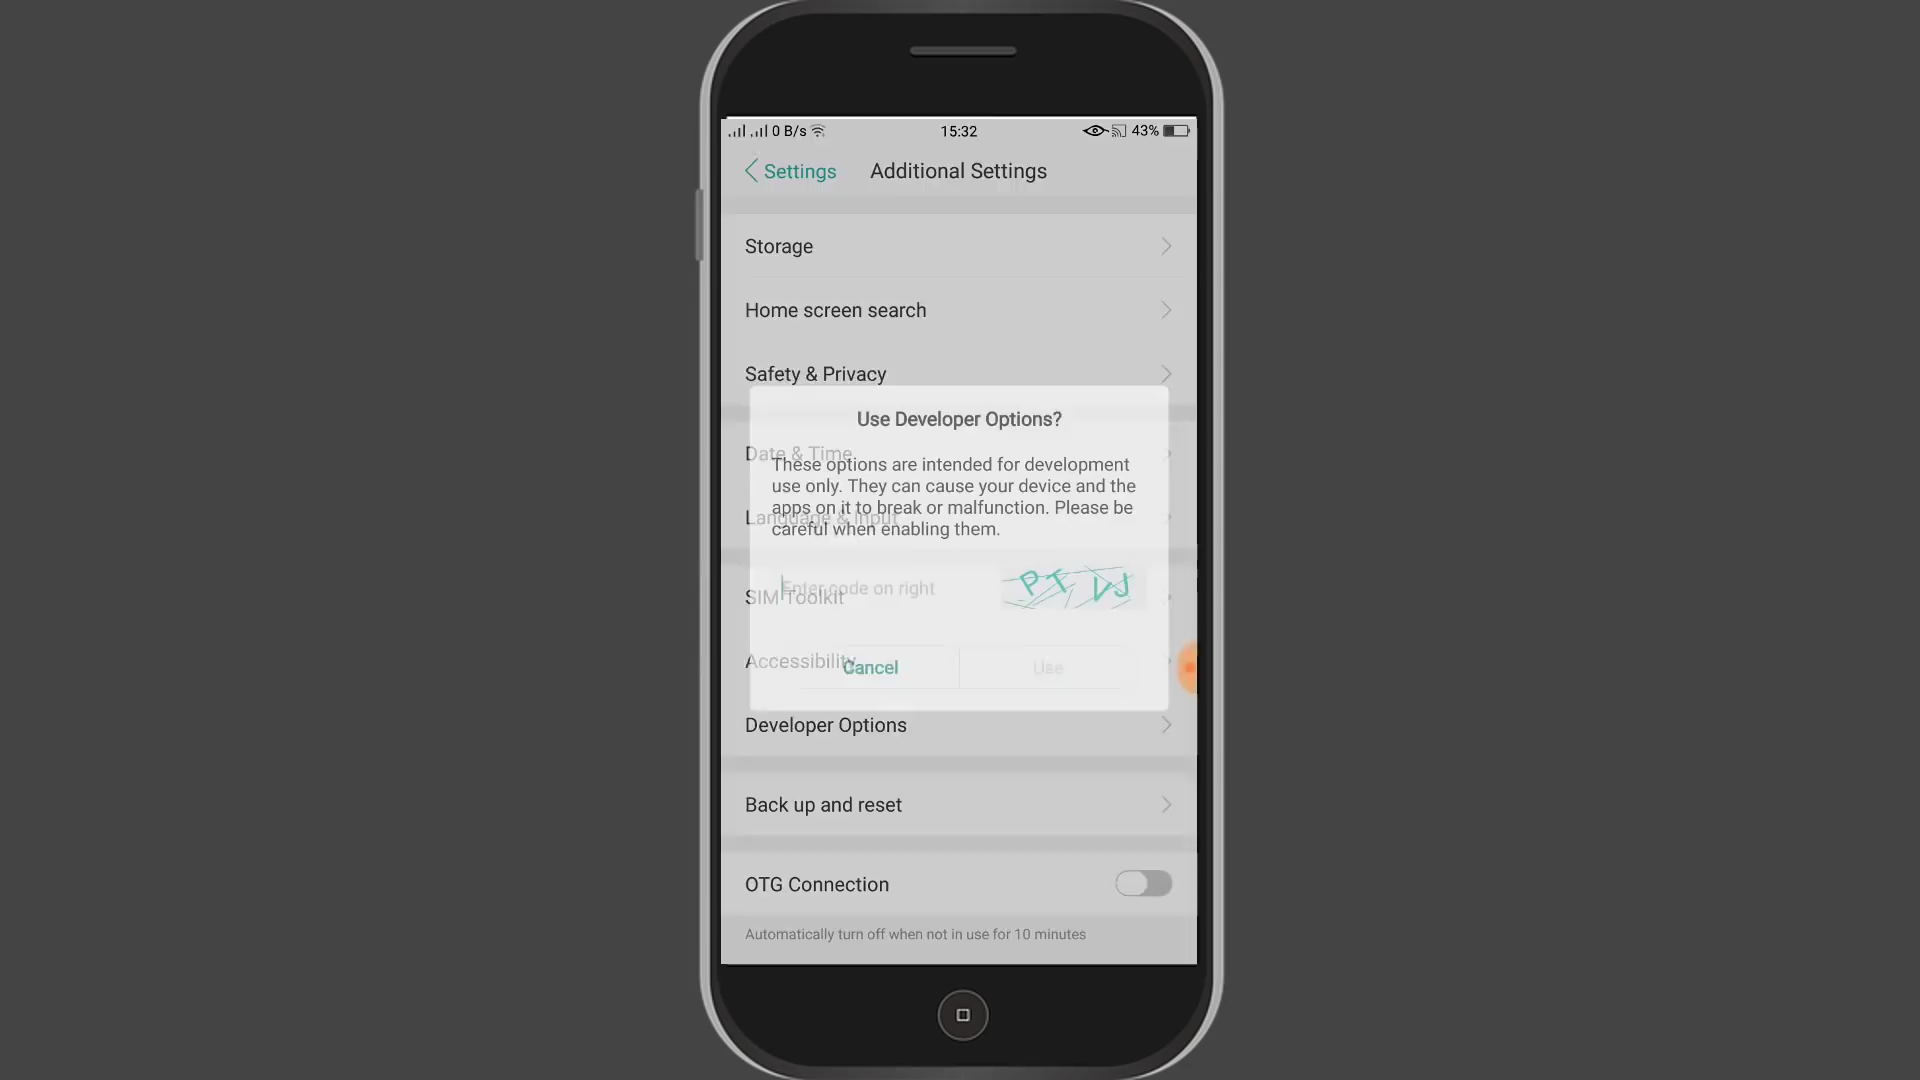 0 B/s 15:32 43%
Settings Additional Settings
Storage
Home screen search
Safety & Privacy
Use Developer Options?
Date & Time
These options are intended for development
use only. They can cause your device and the
apps on it to break or malfunction. Please be
Language & Input
careful when enabling them.
Enter code on right PTVJ
SIM Toolkit
Accessibility
Cancel Use
Developer Options
Back up and reset
OTG Connection
Automatically turn off when not in use for 10 minutes